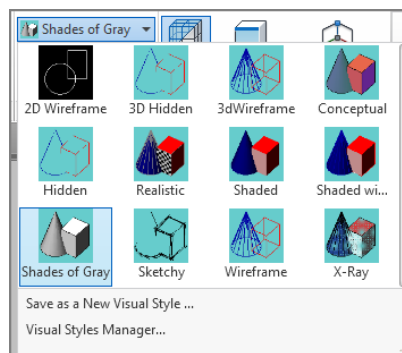 Shades of Gray
2D Wireframe 3D Hidden 3dWireframe Conceptual
Hidden Realistic Shaded Shaded wi...
Shades of Gray Sketchy Wireframe X-Ray
Save as a New Visual Style ...
Visual Styles Manager...